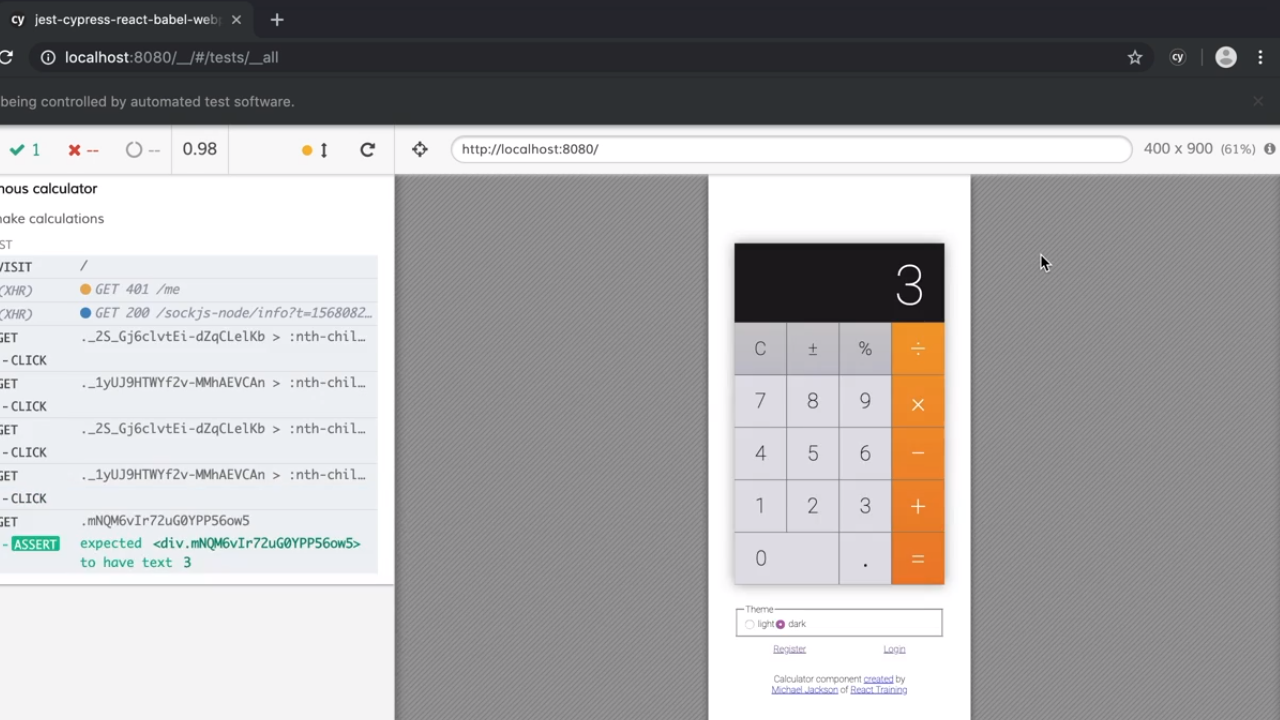 cy jest-cypress-react-babel-web
localhost:8080/__/#/tests/__all
cy
being controlled by automated test software.
1 -- -- 0.98
http://localhost:8080/
400 x 900 (61%)
nous calculator
nake calculations
ST
VISIT /
(XHR) GET 401 /me
(XHR) GET 200 /sockjs-node/info?t=1568082…
GET ._2S_Gj6clvtEi-dZqCLelKb > :nth-chil…
- CLICK
GET ._1yUJ9HTWYf2v-MMhAEVCAn > :nth-chil…
- CLICK
GET ._2S_Gj6clvtEi-dZqCLelKb > :nth-chil…
- CLICK
GET ._1yUJ9HTWYf2v-MMhAEVCAn > :nth-chil…
- CLICK
GET .mNQM6vIr72uG0YPP56ow5
- ASSERT expected <div.mNQM6vIr72uG0YPP56ow5>
to have text 3
3
C ± % ÷
7 8 9 ×
4 5 6 −
1 2 3 +
0 . =
Theme
light dark
Register Login
Calculator component created by
Michael Jackson of React Training